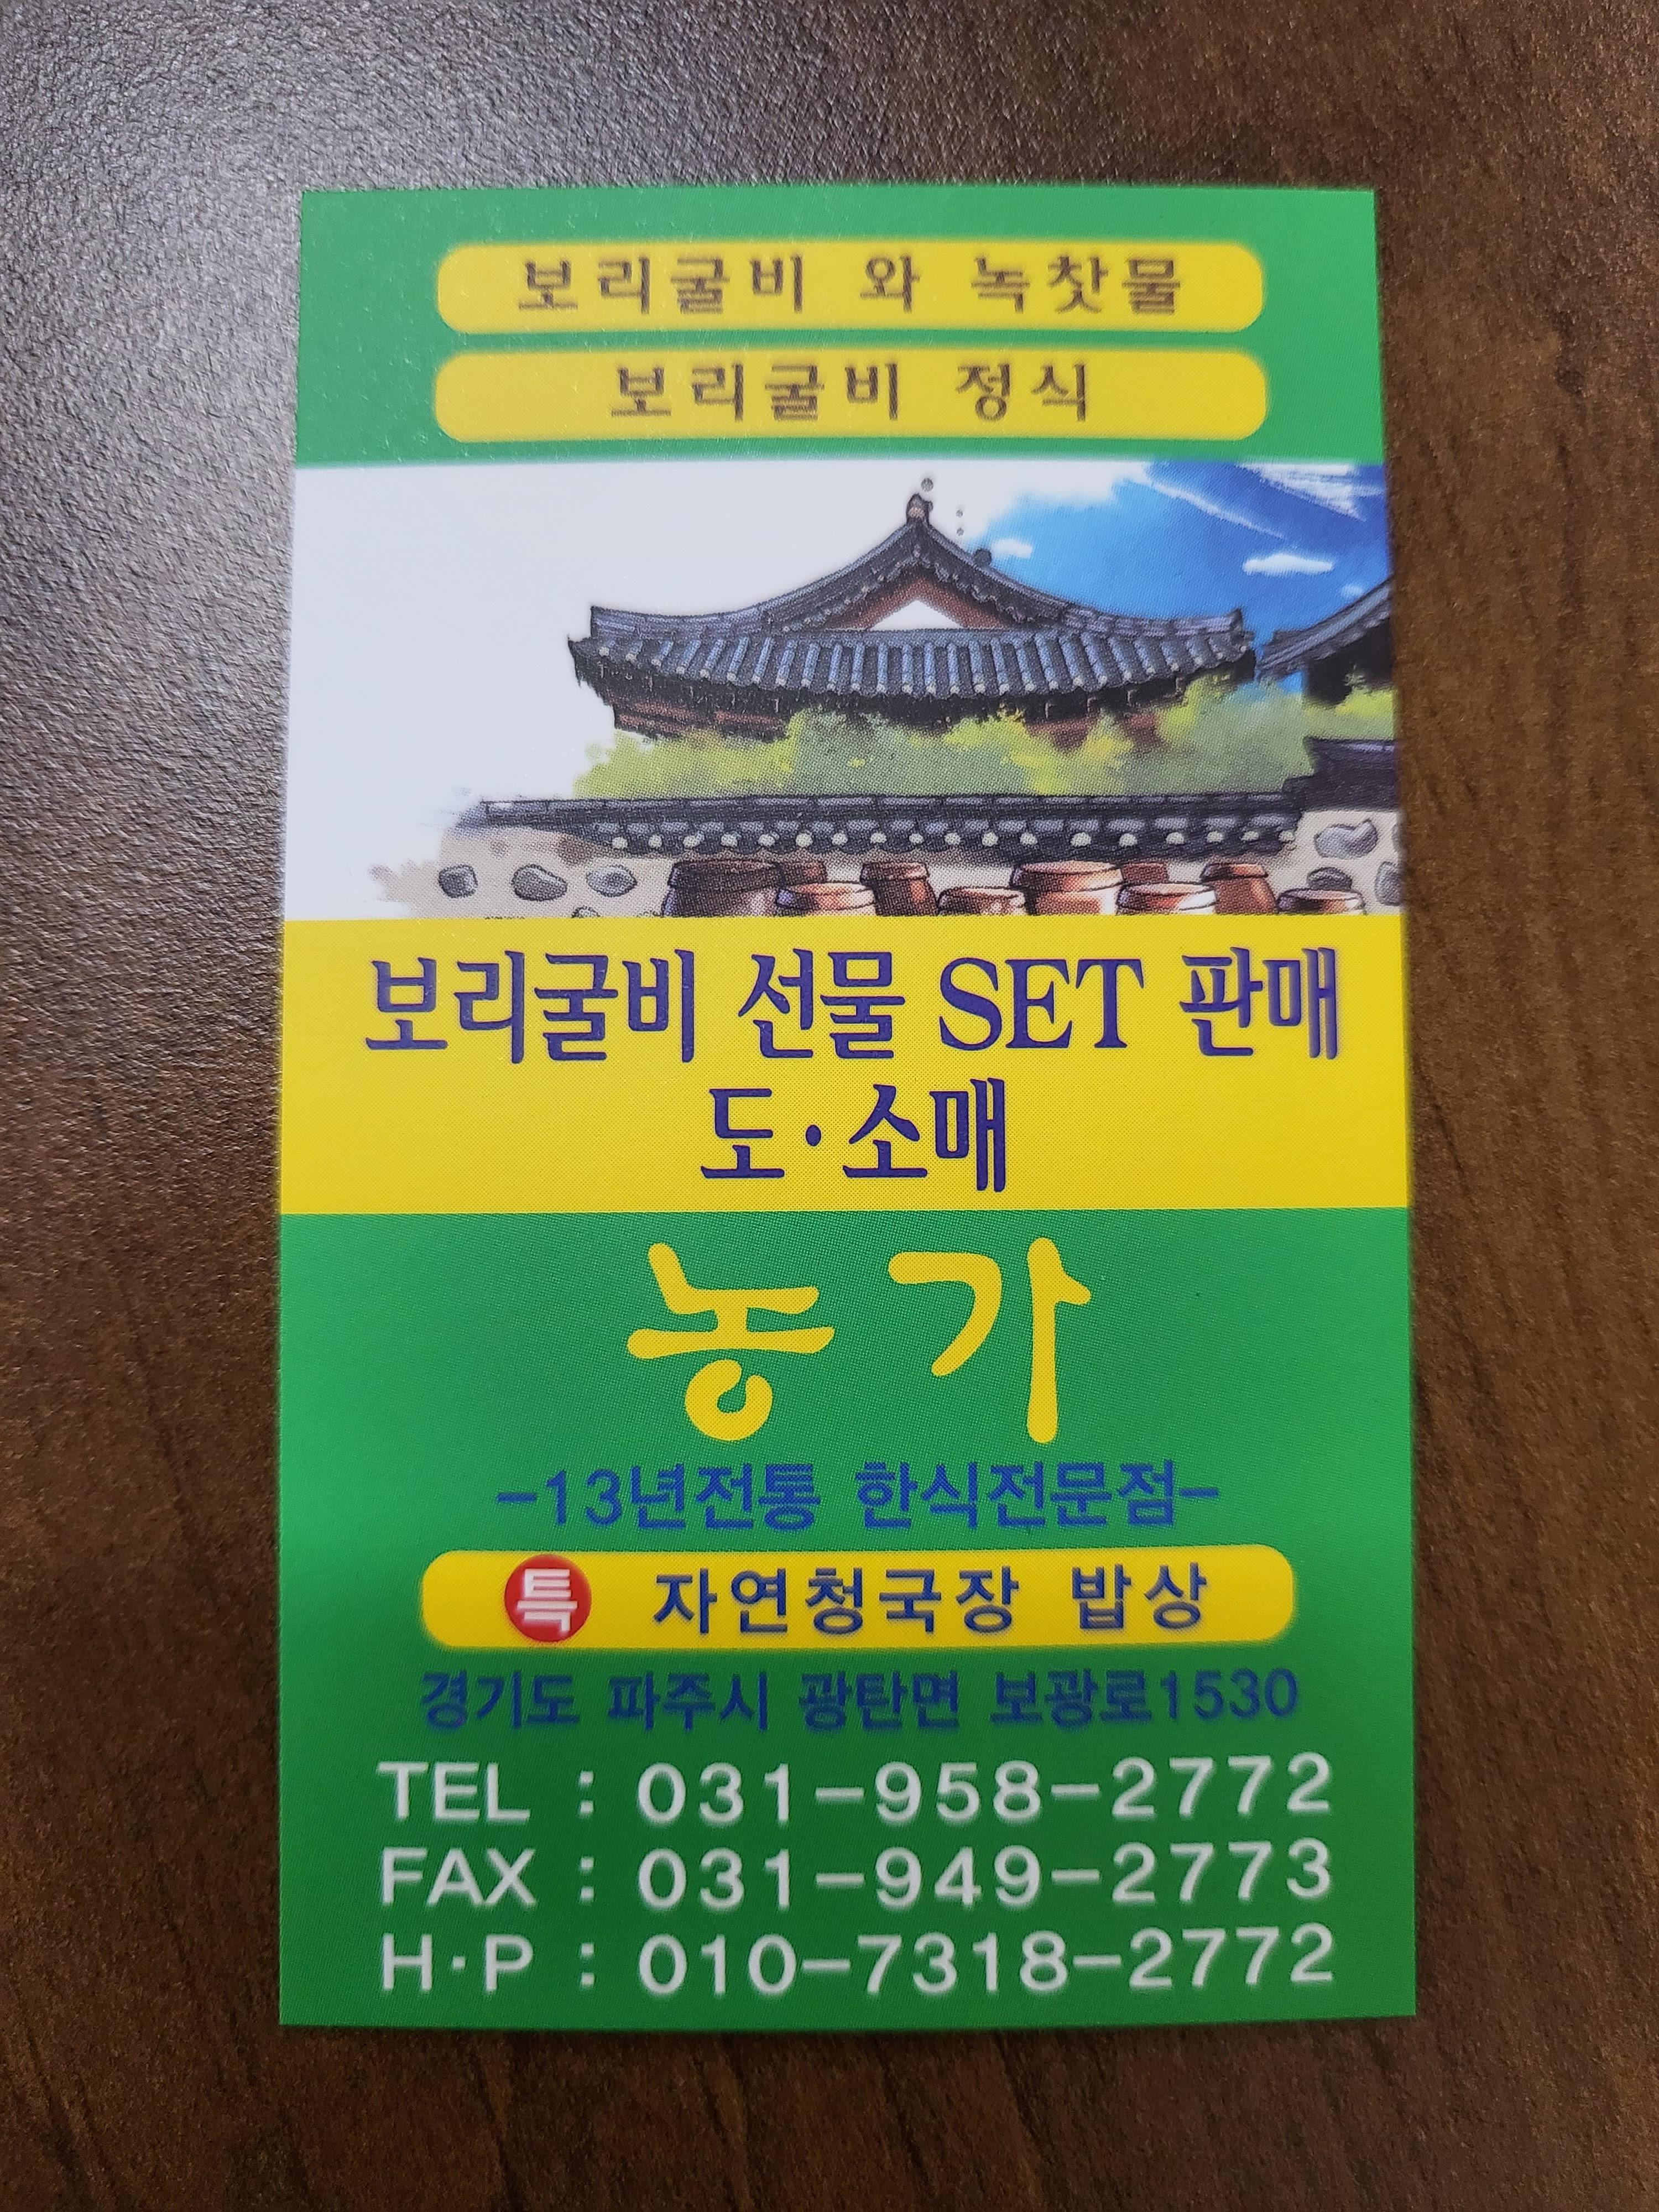 보리굴비 와 녹찻물
보리굴비 정식
보리굴비 선물 SET 판매
도·소매
농가
-13년전통 한식전문점-
특 자연청국장 밥상
경기도 파주시 광탄면 보광로1530
TEL : 031-958-2772
FAX : 031-949-2773
H·P : 010-7318-2772